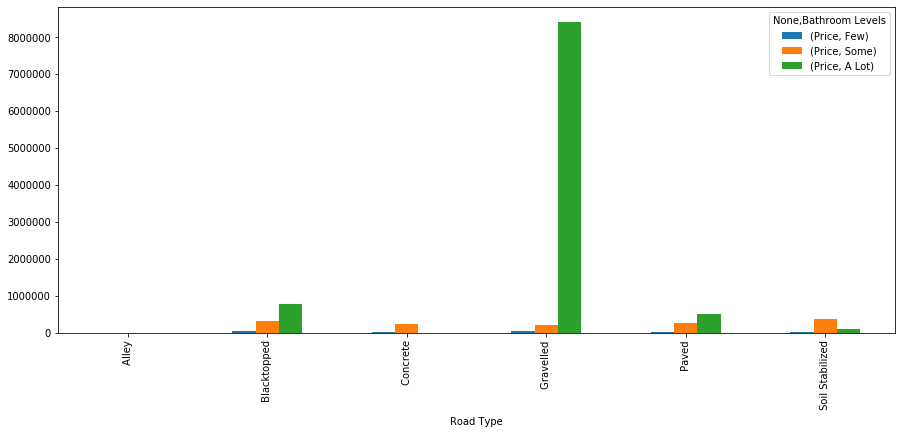 None,Bathroom Levels
(Price, Few)
(Price, Some)
(Price, A Lot)
8000000
7000000
6000000
5000000
4000000
3000000
2000000
1000000
0
Alley
Blacktopped
Concrete
Gravelled
Paved
Soil Stabilized
Road Type